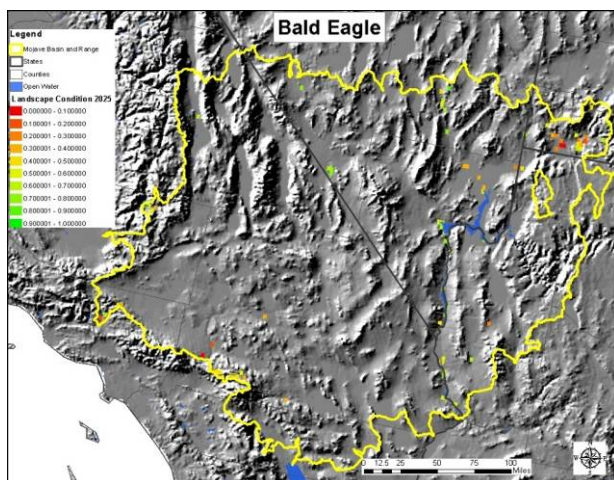 Bald Eagle
Legend
Mojave Basin and Range
States
Counties
Open Water
Landscape Condition 2025
0.000000 - 0.100000
0.100001 - 0.200000
0.200001 - 0.300000
0.300001 - 0.400000
0.400001 - 0.500000
0.500001 - 0.600000
0.600001 - 0.700000
0.700001 - 0.800000
0.800001 - 0.900000
0.900001 - 1.000000
0 12.5 25 50 75 100
Miles